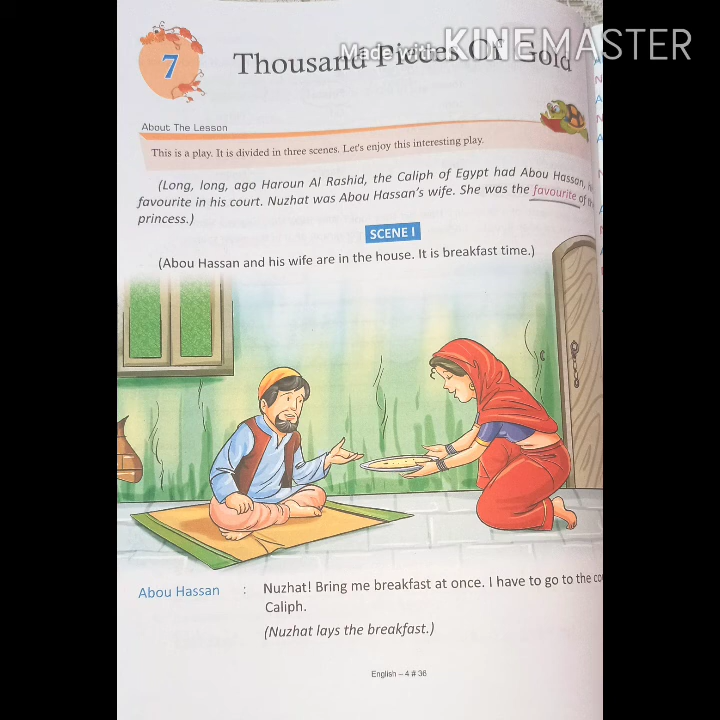 Made with KINEMASTER
7
Thousand Pieces Of Gold
About The Lesson
This is a play. It is divided in three scenes. Let's enjoy this interesting play.
(Long, long, ago Haroun Al Rashid, the Caliph of Egypt had Abou Hassan,
favourite in his court. Nuzhat was Abou Hassan's wife. She was the favourite of
princess.)
SCENE I
(Abou Hassan and his wife are in the house. It is breakfast time.)
Abou Hassan : Nuzhat! Bring me breakfast at once. I have to go to the
Caliph.
(Nuzhat lays the breakfast.)
English – 4 # 36